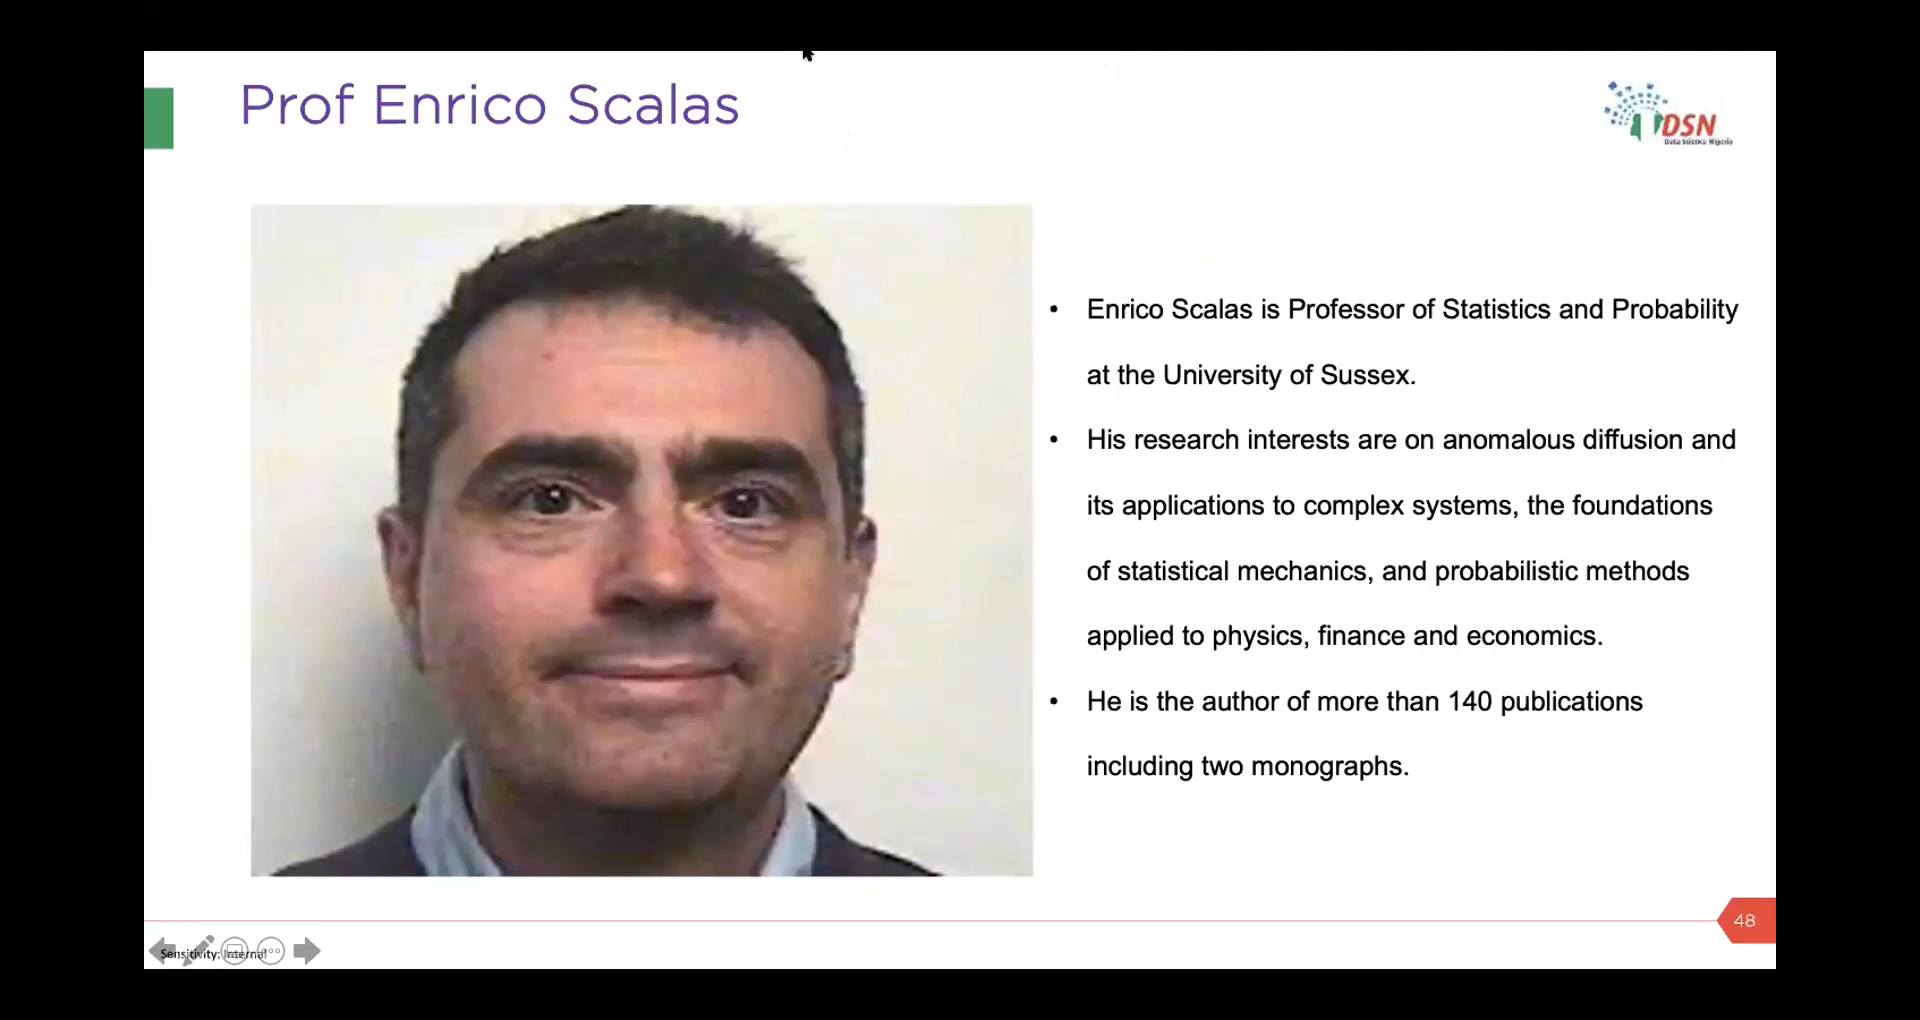 Prof Enrico Scalas
DSN
Data Science Nigeria
• Enrico Scalas is Professor of Statistics and Probability
at the University of Sussex.
• His research interests are on anomalous diffusion and
its applications to complex systems, the foundations
of statistical mechanics, and probabilistic methods
applied to physics, finance and economics.
• He is the author of more than 140 publications
including two monographs.
48
Sensitivity: Internal